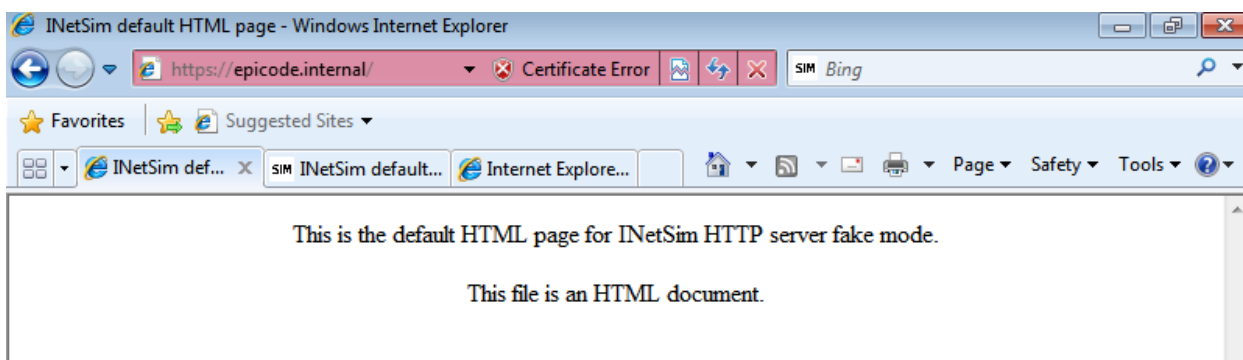 INetSim default HTML page - Windows Internet Explorer
https://epicode.internal/ Certificate Error SIM Bing
Favorites Suggested Sites
INetSim def... SIM INetSim default... Internet Explore... Page Safety Tools
This is the default HTML page for INetSim HTTP server fake mode.
This file is an HTML document.